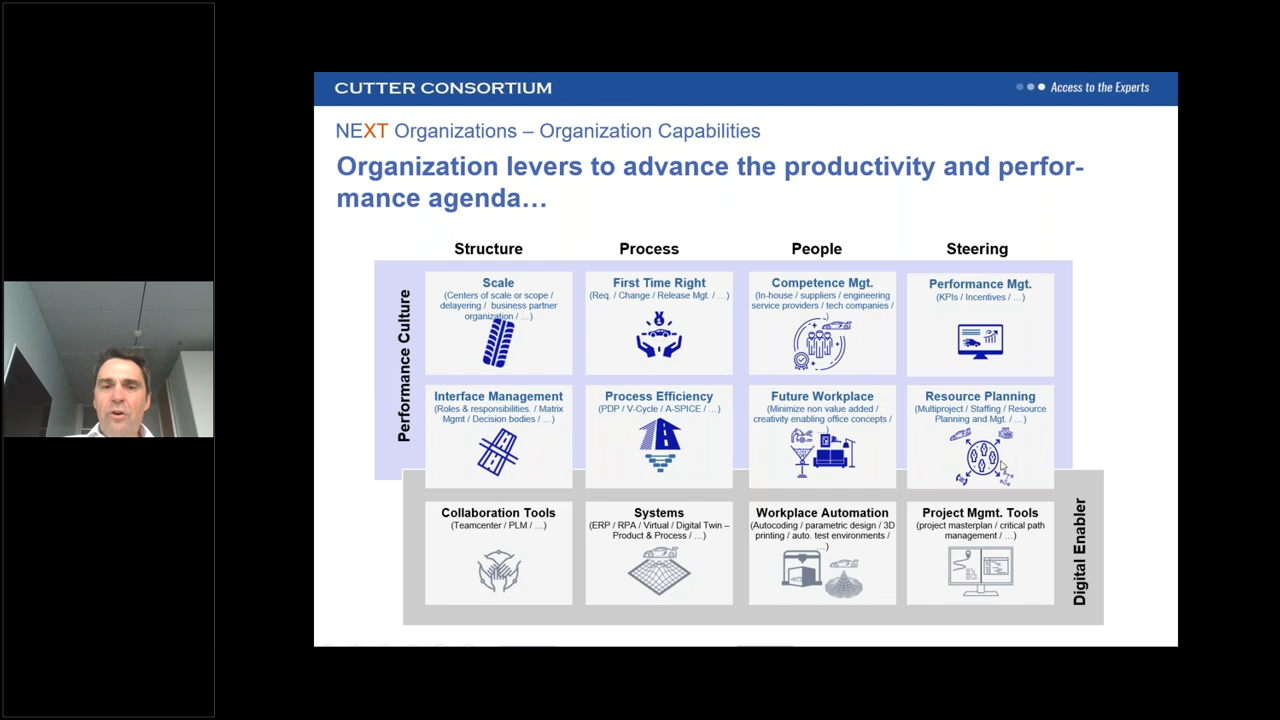 CUTTER CONSORTIUM
Access to the Experts
NEXT Organizations – Organization Capabilities
Organization levers to advance the productivity and perfor-
mance agenda…
Structure
Process
People
Steering
Performance Culture
Scale
(Centers of scale or scope /
delayering / business partner
organization / …)
First Time Right
(Req. / Change / Release Mgt. / …)
Competence Mgt.
(In-house / suppliers / engineering
service providers / tech companies /
…)
Performance Mgt.
(KPIs / Incentives / …)
Interface Management
(Roles & responsibilities. / Matrix
Mgmt / Decision bodies / …)
Process Efficiency
(PDP / V-Cycle / A-SPICE / …)
Future Workplace
(Minimize non value added /
creativity enabling office concepts /
…)
Resource Planning
(Multiproject / Staffing / Resource
Planning and Mgt. / …)
Collaboration Tools
(Teamcenter / PLM / …)
Systems
(ERP / RPA / Virtual / Digital Twin –
Product & Process / …)
Workplace Automation
(Autocoding / parametric design / 3D
printing / auto. test environments /
…)
Project Mgmt. Tools
(project masterplan / critical path
management / …)
Digital Enabler